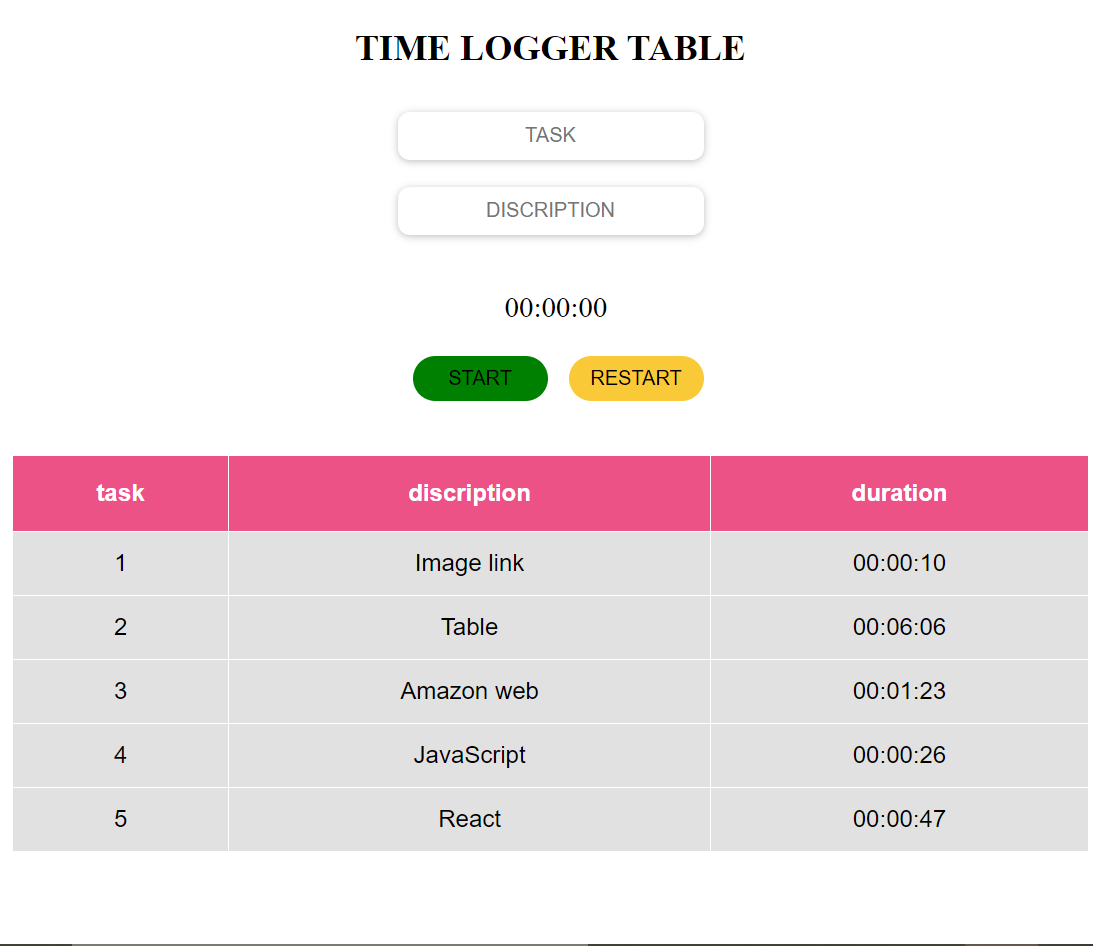 TIME LOGGER TABLE
TASK
DISCRIPTION
00:00:00
START RESTART
task discription duration
1 Image link 00:00:10
2 Table 00:06:06
3 Amazon web 00:01:23
4 JavaScript 00:00:26
5 React 00:00:47